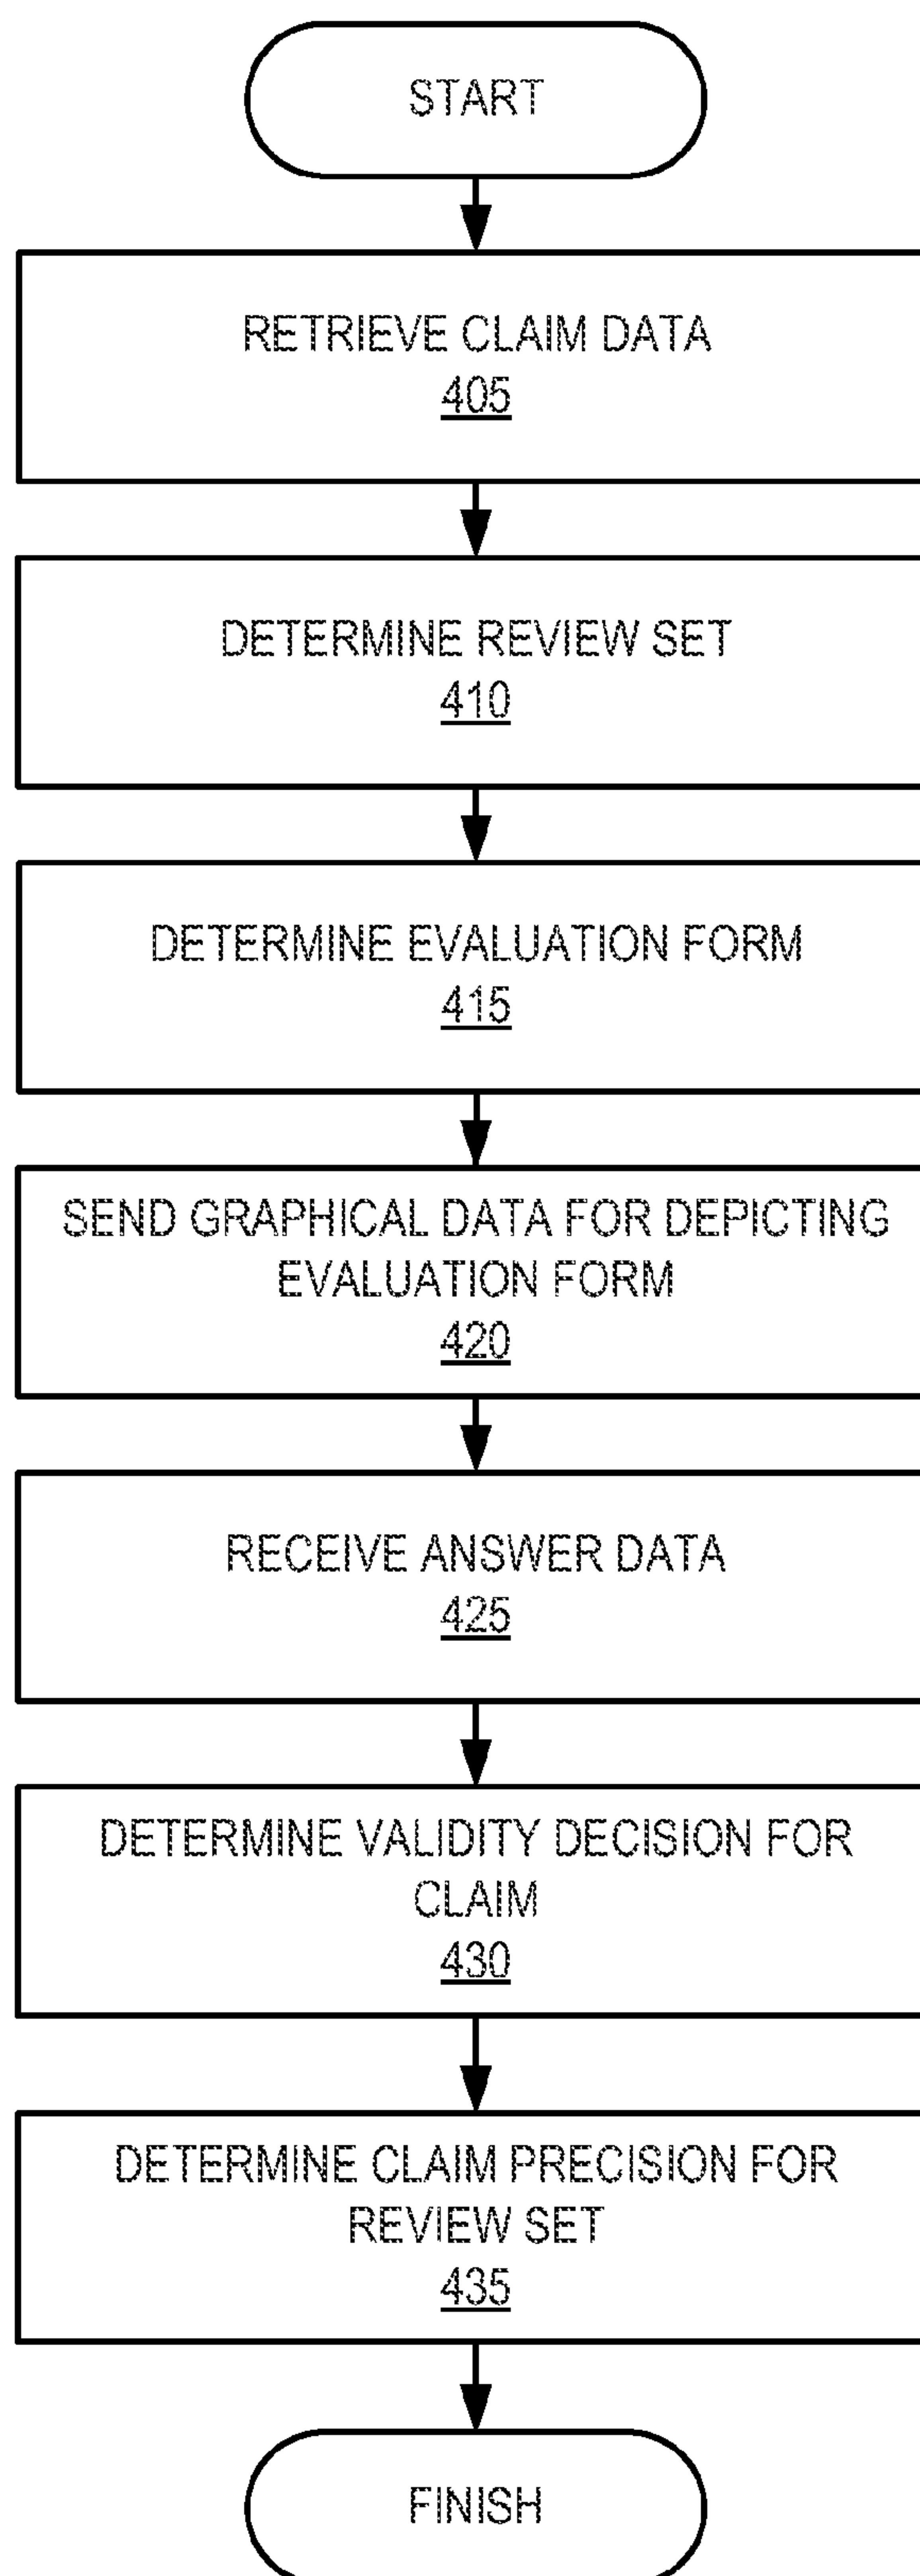 START
RETRIEVE CLAIM DATA
405
DETERMINE REVIEW SET
410
DETERMINE EVALUATION FORM
415
SEND GRAPHICAL DATA FOR DEPICTING
EVALUATION FORM
420
RECEIVE ANSWER DATA
425
DETERMINE VALIDITY DECISION FOR
CLAIM
430
DETERMINE CLAIM PRECISION FOR
REVIEW SET
435
FINISH